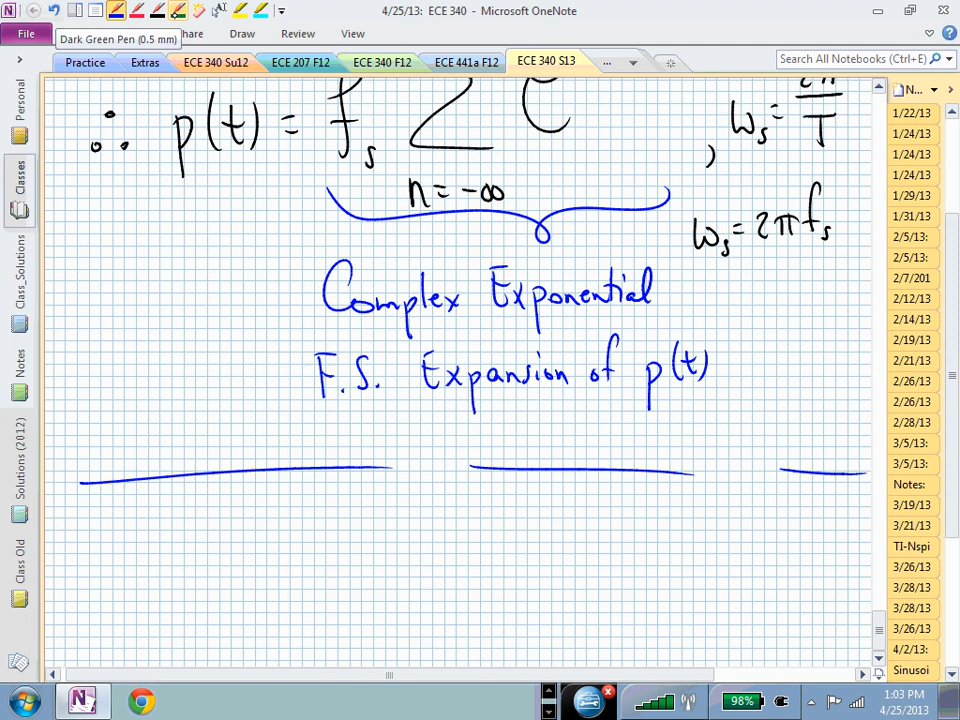 4/25/13: ECE 340 - Microsoft OneNote
File
Dark Green Pen (0.5 mm)
hare
Draw
Review
View
Practice
Extras
ECE 340 Su12
ECE 207 F12
ECE 340 F12
ECE 441a F12
ECE 340 S13
...
Search All Notebooks (Ctrl+E)
Personal
Classes
Class_Solutions
Notes
Solutions (2012)
Class Old
∴ p(t) = fs ∑ e
n = -∞
, ωs = 2π/T
ωs = 2π fs
Complex Exponential
F.S. Expansion of p(t)
N...
1/22/13
1/24/13
1/24/13
1/24/13
1/29/13
1/31/13
2/5/13:
2/5/13:
2/7/201
2/12/13
2/14/13
2/19/13
2/21/13
2/26/13
2/26/13
2/28/13
3/5/13:
3/5/13:
Notes:
3/19/13
3/21/13
TI-Nspi
3/26/13
3/28/13
3/28/13
3/26/13
4/2/13:
Sinusoi
98%
1:03 PM
4/25/2013